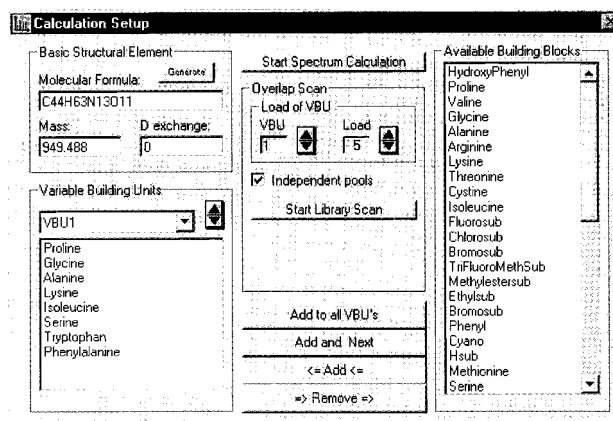 Calculation Setup
Basic Structural Element
Molecular Formula:
Generate
C44H63N13O11
Mass:
D exchange:
949.488
0
Variable Building Units
VBU1
Proline
Glycine
Alanine
Lysine
Isoleucine
Serine
Tryptophan
Phenylalanine
Start Spectrum Calculation
Overlap Scan
Load of VBU
VBU
Load
1
5
Independent pools
Start Library Scan
Add to all VBU's
Add and Next
<= Add <=
=> Remove =>
Available Building Blocks
HydroxyPhenyl
Proline
Valine
Glycine
Alanine
Arginine
Lysine
Threonine
Cystine
Isoleucine
Fluorosub
Chlorosub
Bromosub
TriFluoroMethSub
Methylestersub
Ethylsub
Bromosub
Phenyl
Cyano
Hsub
Methionine
Serine